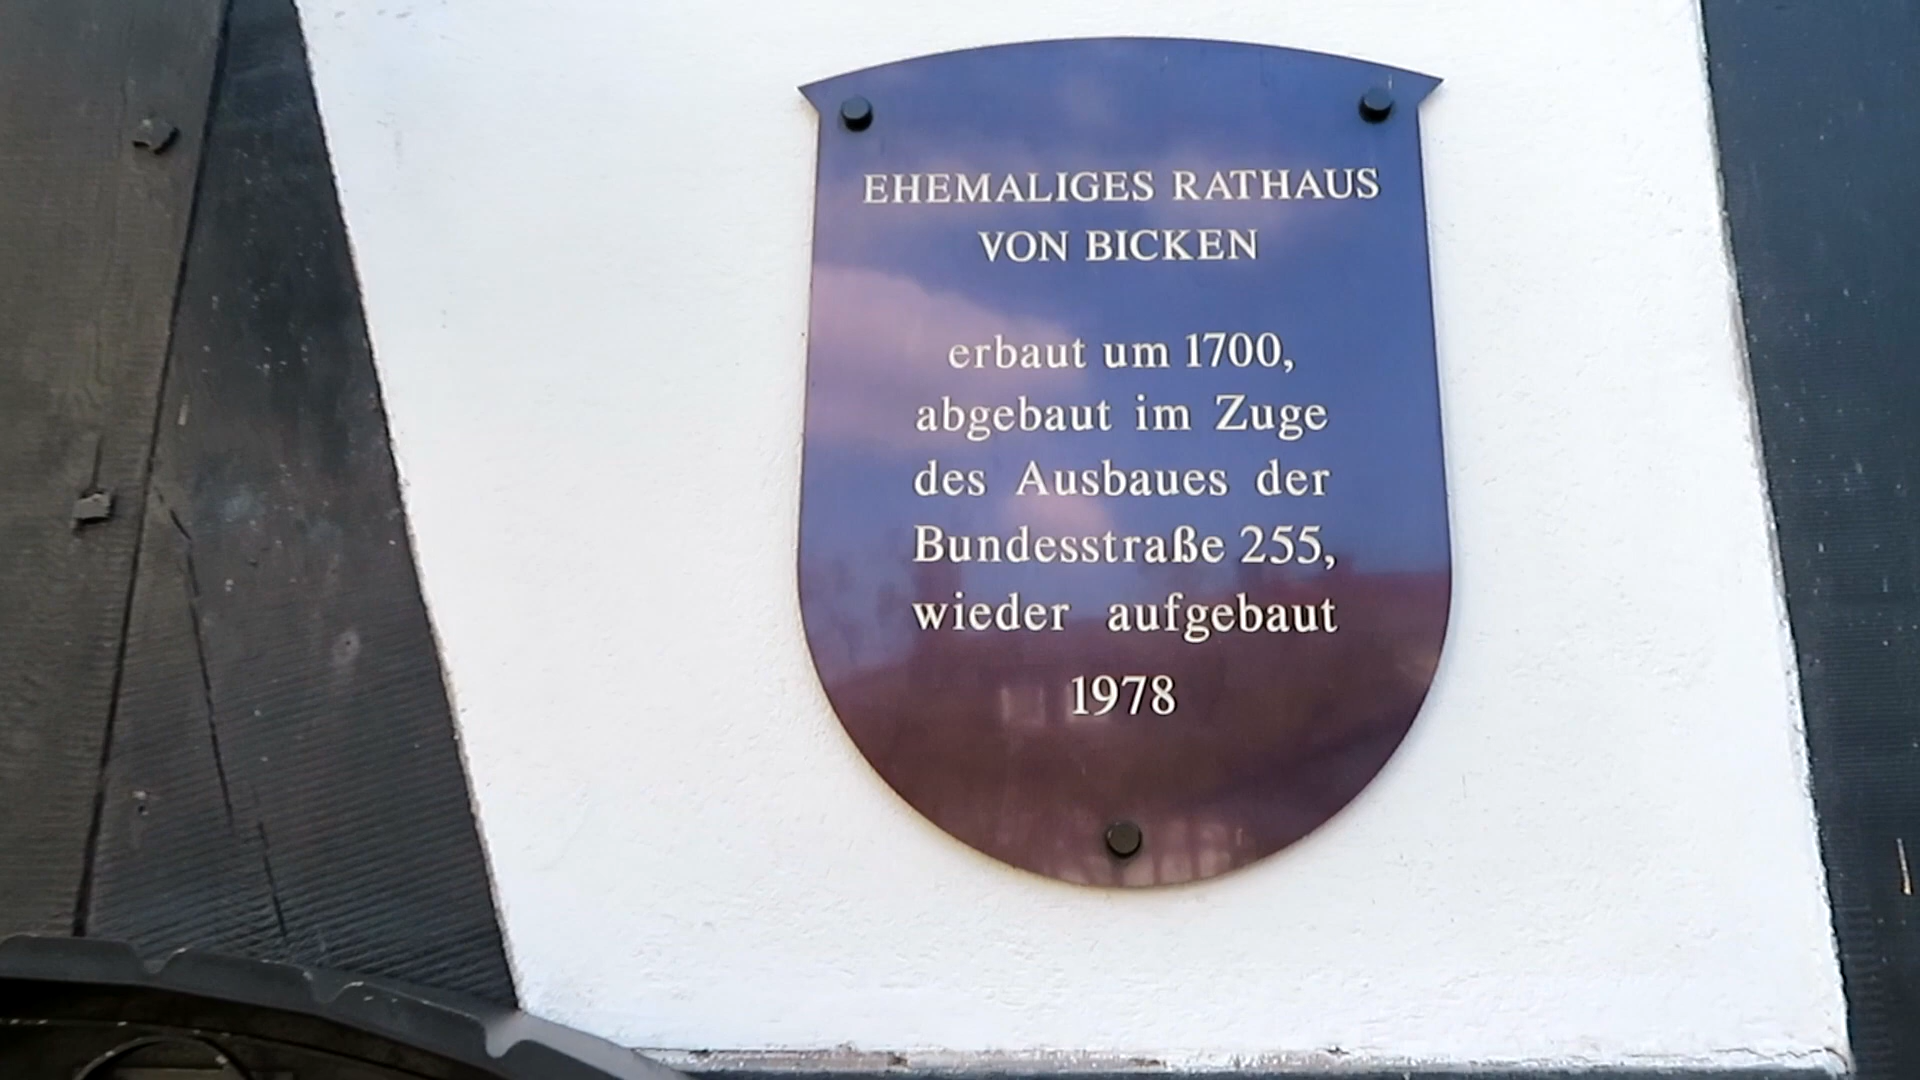 EHEMALIGES RATHAUS
VON BICKEN
erbaut um 1700,
abgebaut im Zuge
des Ausbaues der
Bundesstraße 255,
wieder aufgebaut
1978